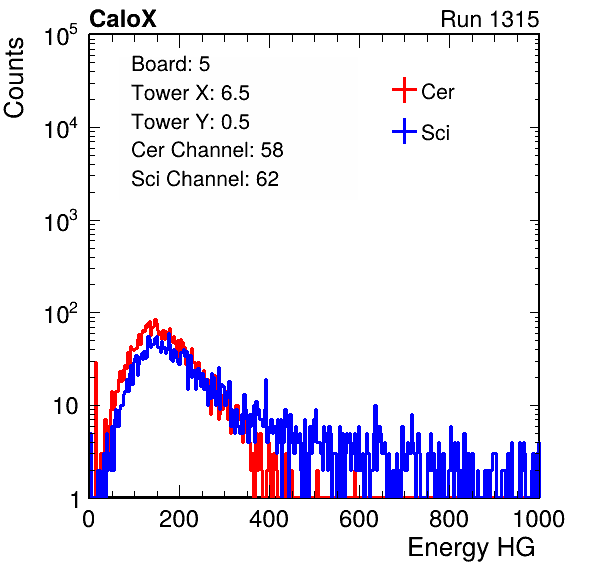 CaloX Run 1315
Counts
10^5
10^4
10^3
10^2
10
1
Board: 5
Tower X: 6.5
Tower Y: 0.5
Cer Channel: 58
Sci Channel: 62
Cer
Sci
0 200 400 600 800 1000
Energy HG